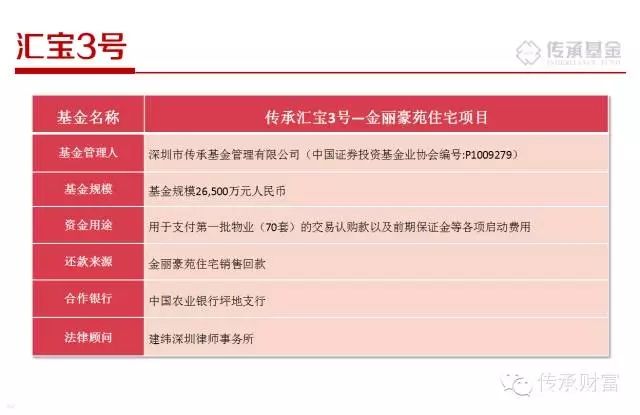 汇宝3号
传承基金
INHERITANCE FUND
基金名称 传承汇宝3号—金丽豪苑住宅项目
基金管理人 深圳市传承基金管理有限公司（中国证券投资基金业协会编号:P1009279）
基金规模 基金规模26,500万元人民币
资金用途 用于支付第一批物业（70套）的交易认购款以及前期保证金等各项启动费用
还款来源 金丽豪苑住宅销售回款
合作银行 中国农业银行坪地支行
法律顾问 建纬深圳律师事务所
传承财富